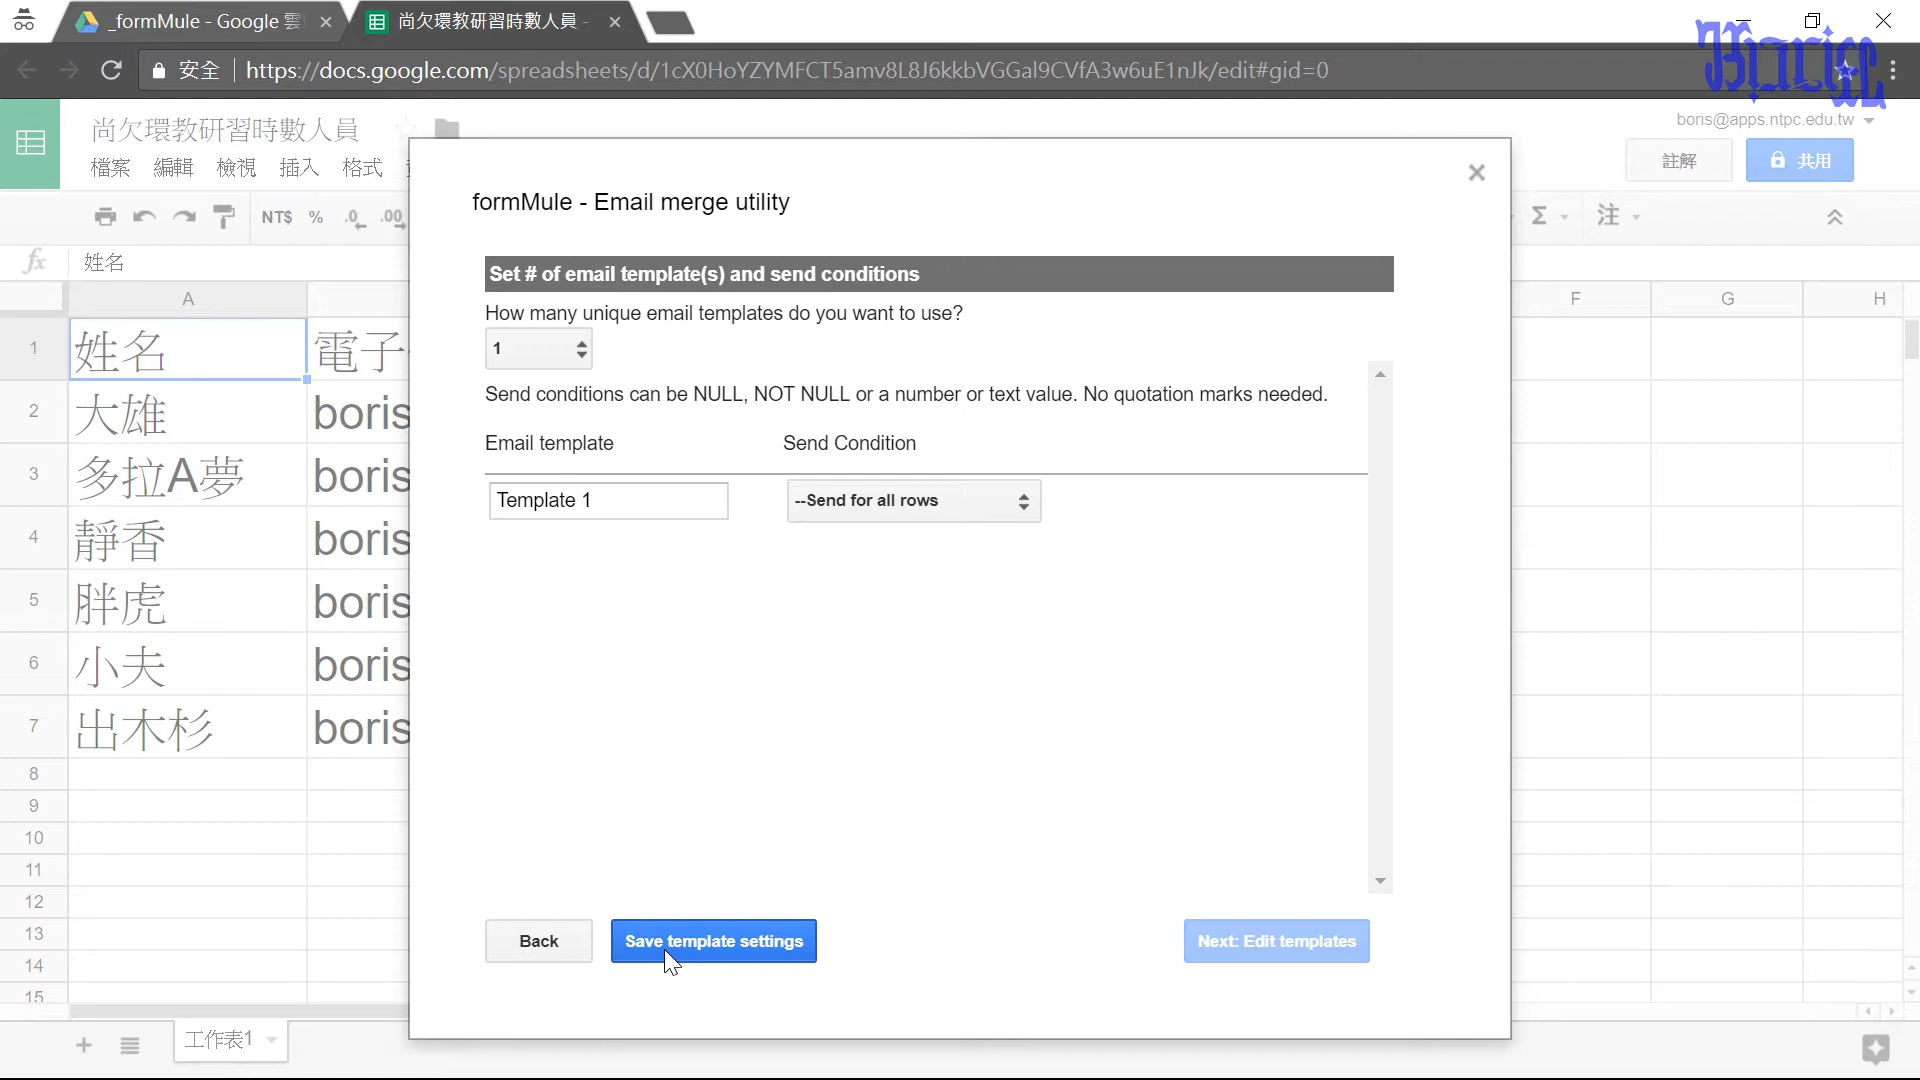 _formMule - Google 雲
尚欠環教研習時數人員 -
安全
https://docs.google.com/spreadsheets/d/1cX0HoYZYMFCT5amv8L8J6kkbVGGal9CVfA3w6uE1nJk/edit#gid=0
尚欠環教研習時數人員
boris@apps.ntpc.edu.tw
檔案 編輯 檢視 插入 格式
註解
共用
NT$ % .0 .00
Σ 注
fx 姓名
A F G H
1 姓名 電子
2 大雄 boris
3 多拉A夢 boris
4 靜香 boris
5 胖虎 boris
6 小夫 boris
7 出木杉 boris
8
9
10
11
12
13
14
15
工作表1
formMule - Email merge utility
Set # of email template(s) and send conditions
How many unique email templates do you want to use?
1
Send conditions can be NULL, NOT NULL or a number or text value. No quotation marks needed.
Email template Send Condition
Template 1 --Send for all rows
Back Save template settings Next: Edit templates